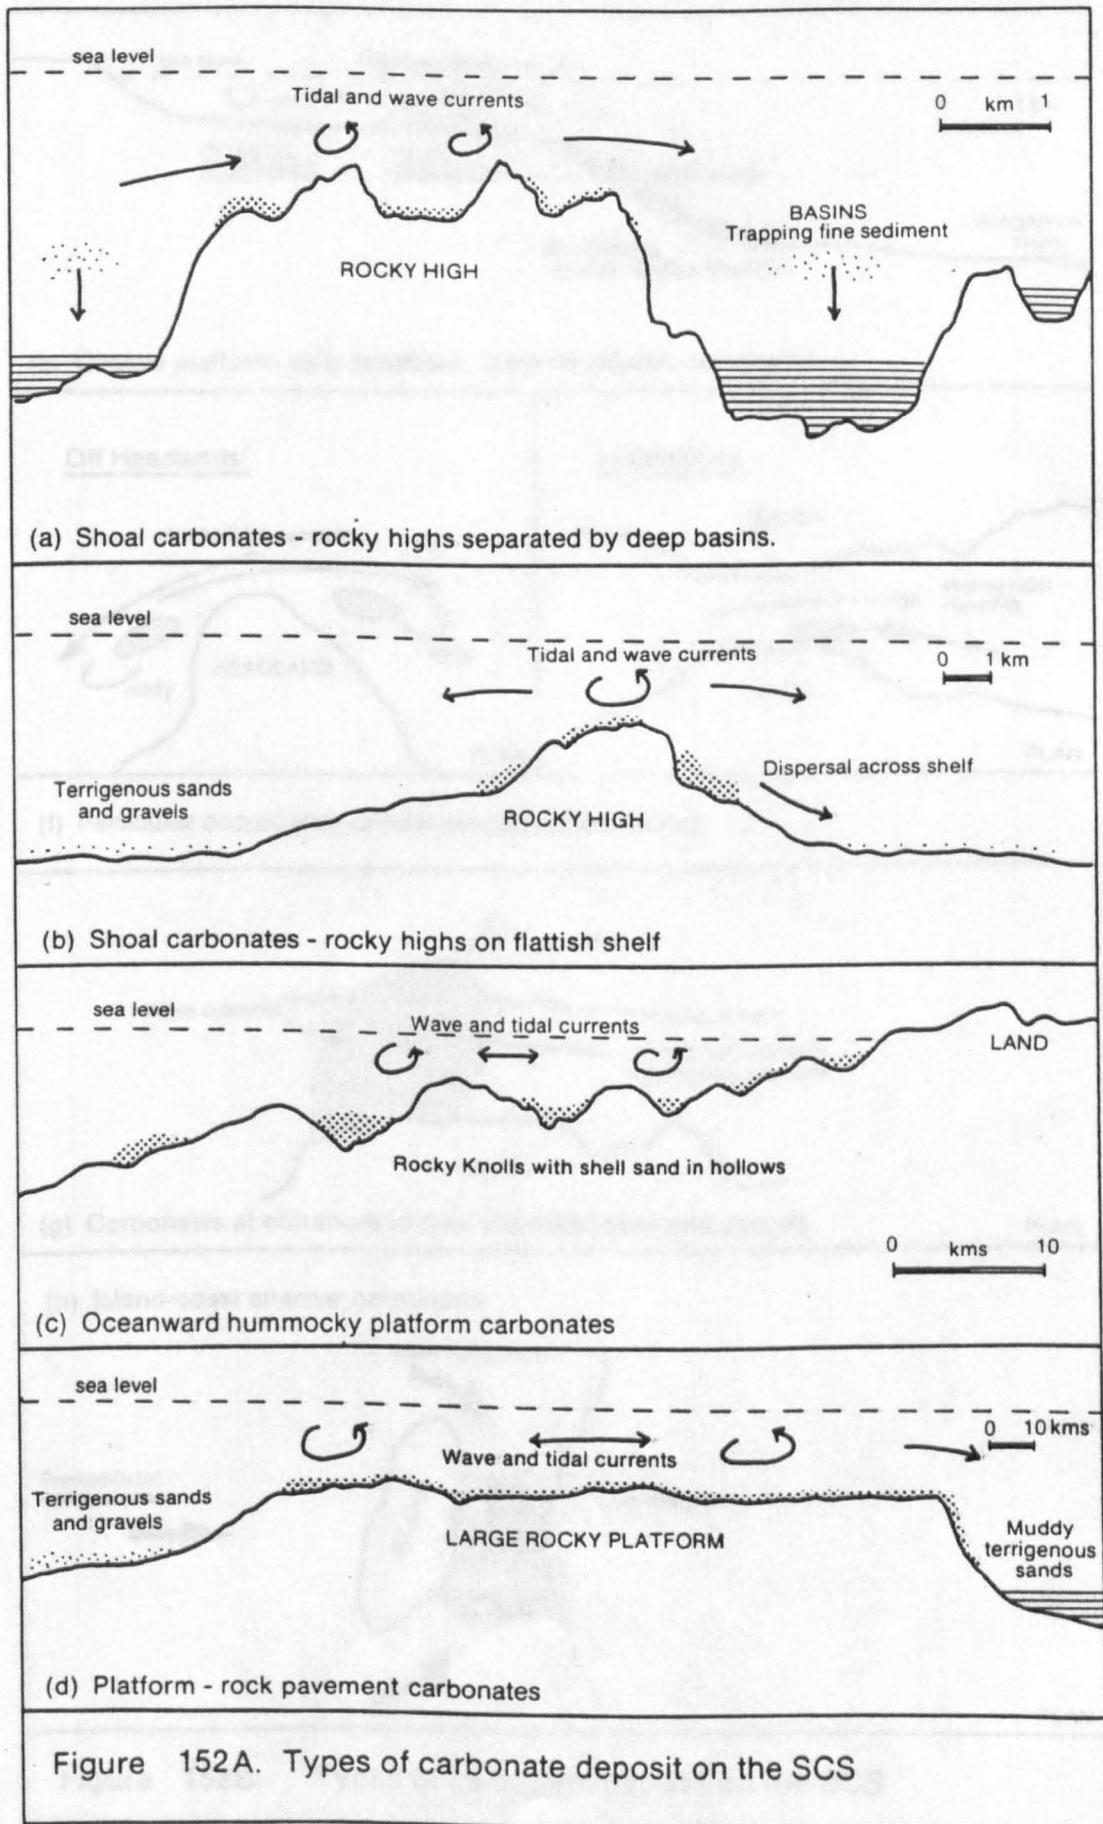 sea level
Tidal and wave currents
0 km 1
BASINS
Trapping fine sediment
ROCKY HIGH
(a) Shoal carbonates - rocky highs separated by deep basins.
sea level
Tidal and wave currents
0 1 km
Terrigenous sands
and gravels
Dispersal across shelf
ROCKY HIGH
(b) Shoal carbonates - rocky highs on flattish shelf
sea level
Wave and tidal currents
LAND
Rocky Knolls with shell sand in hollows
0 kms 10
(c) Oceanward hummocky platform carbonates
sea level
0 10 kms
Wave and tidal currents
Terrigenous sands
and gravels
LARGE ROCKY PLATFORM
Muddy
terrigenous
sands
(d) Platform - rock pavement carbonates
Figure 152A. Types of carbonate deposit on the SCS